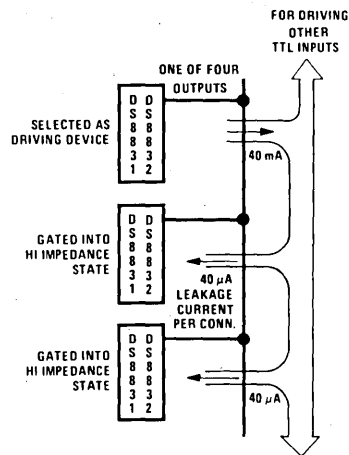 FOR DRIVING
OTHER
TTL INPUTS
ONE OF FOUR
OUTPUTS
DS8831
DS8832
SELECTED AS
DRIVING DEVICE
40 mA
DS8831
DS8832
GATED INTO
HI IMPEDANCE
STATE
40 μA
LEAKAGE
CURRENT
PER CONN.
DS8831
DS8832
GATED INTO
HI IMPEDANCE
STATE
40 μA